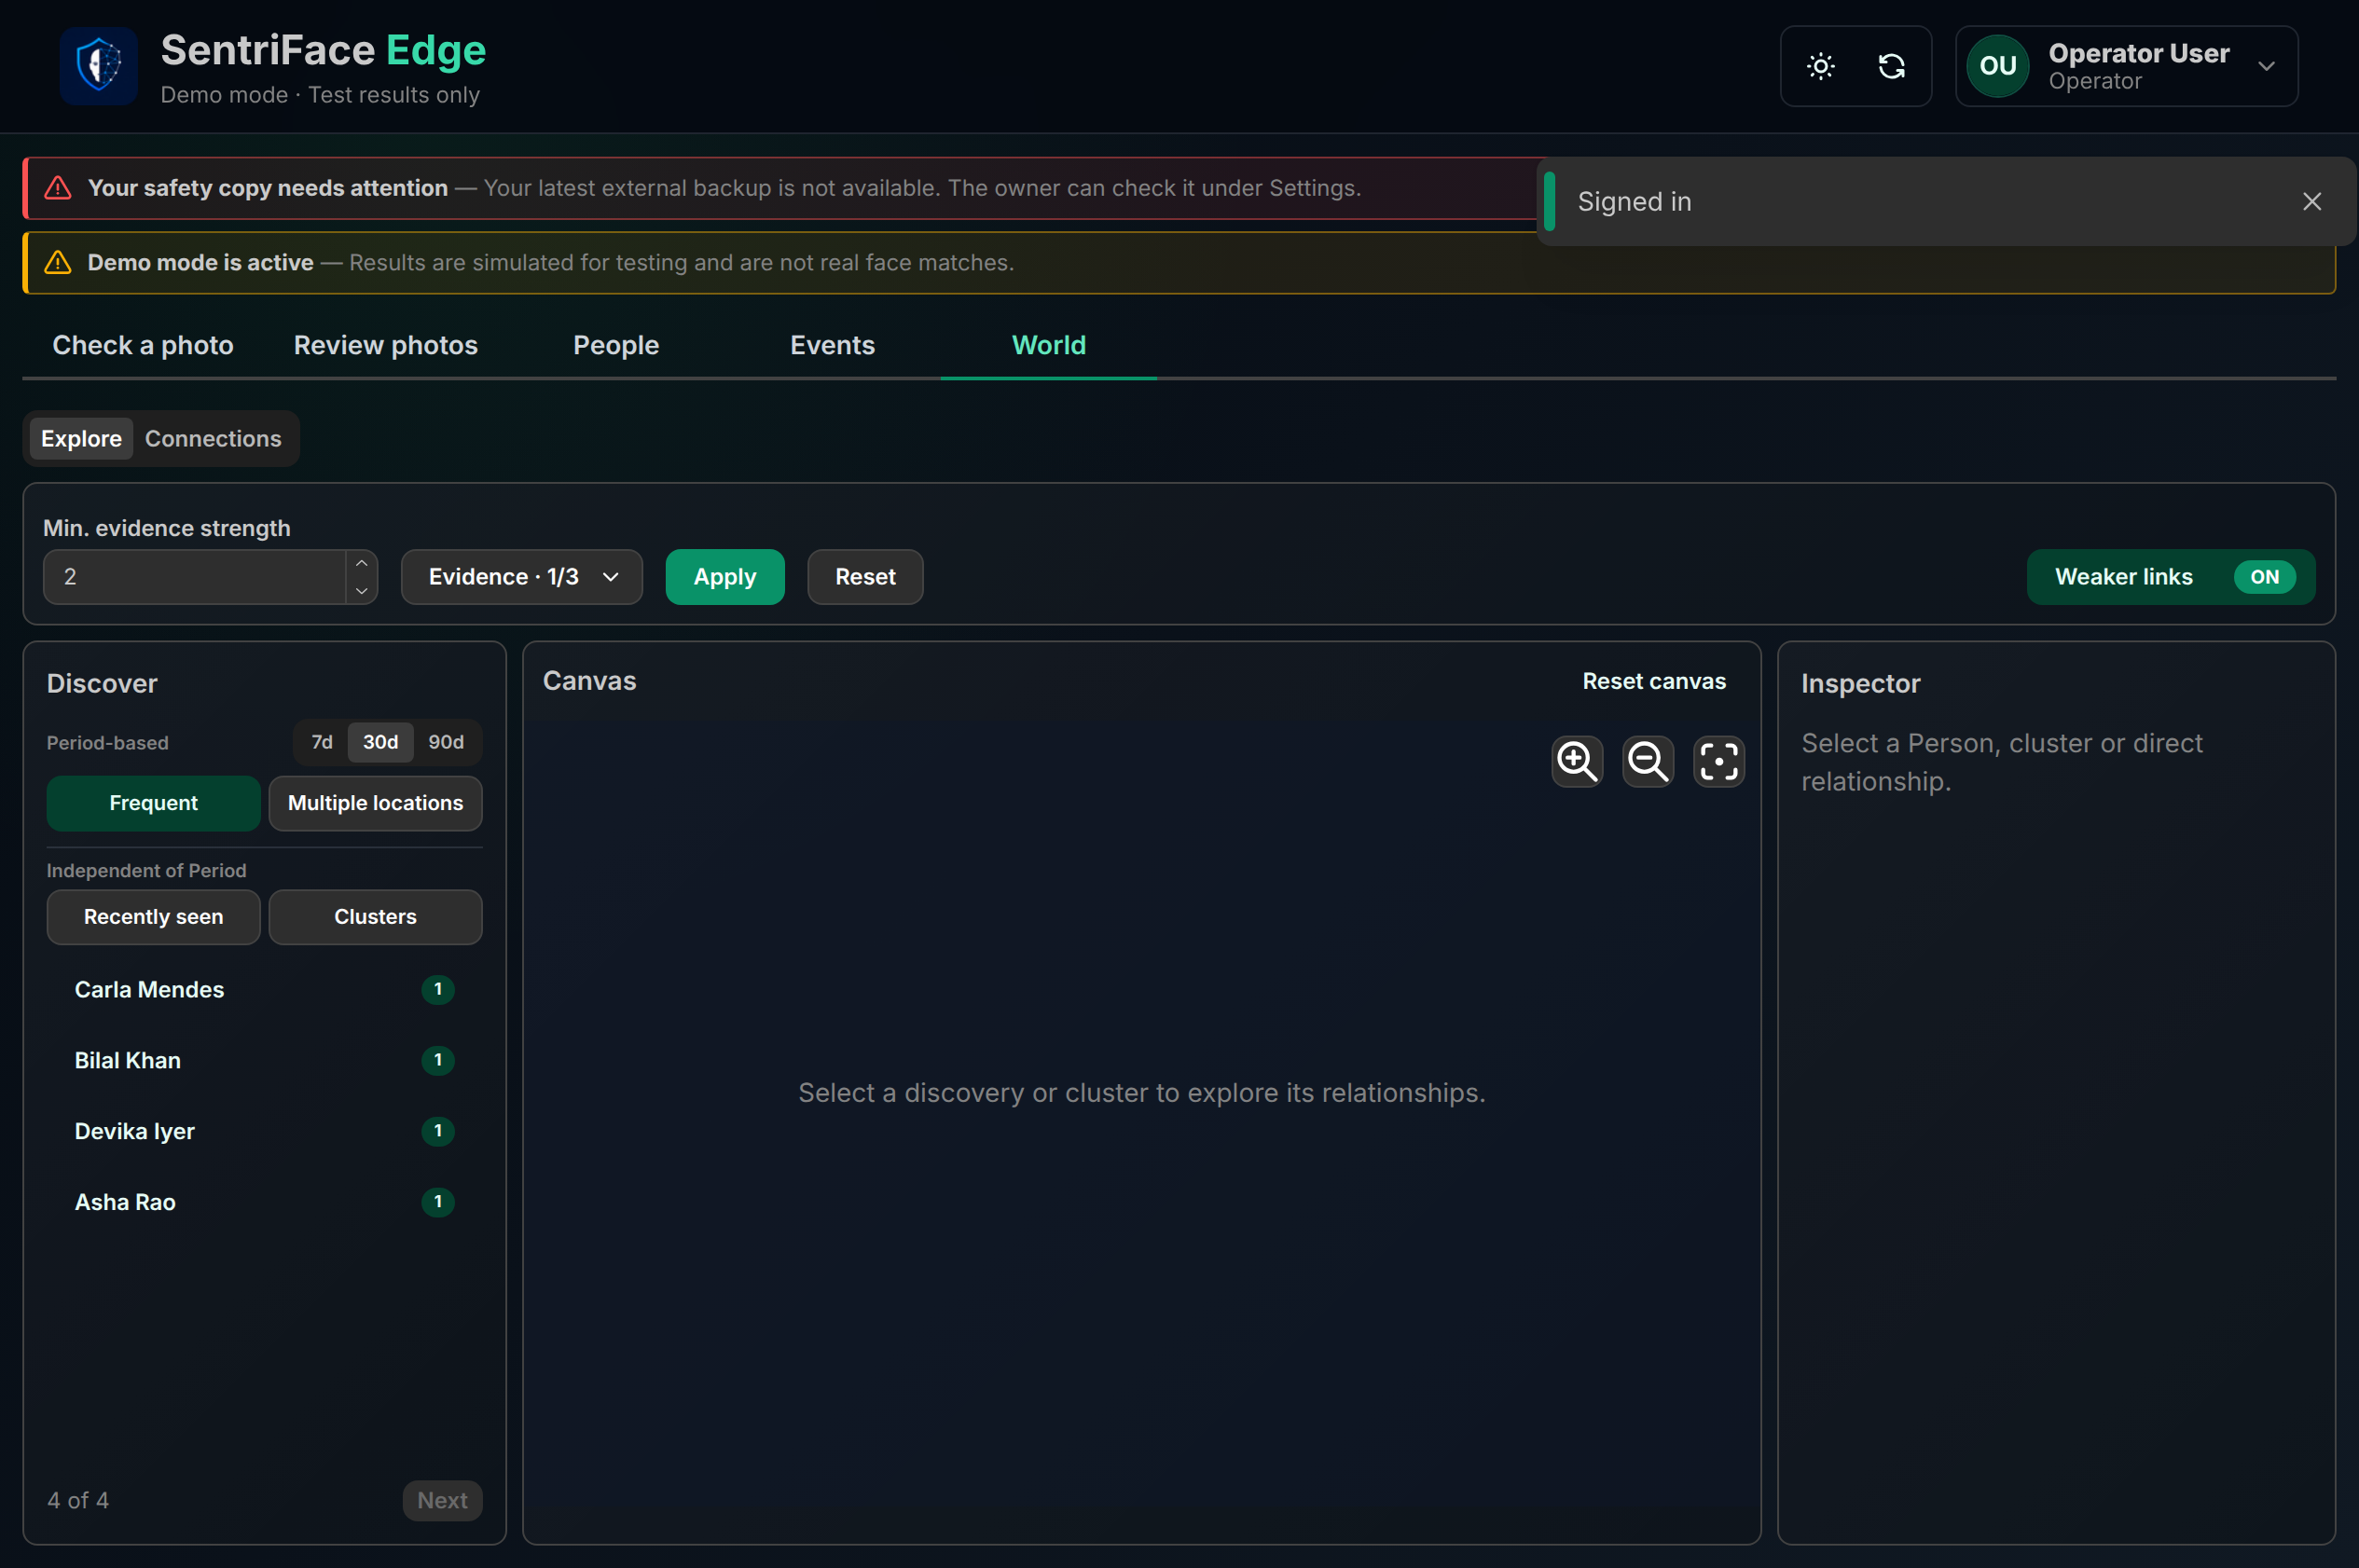 SentriFace Edge
Demo mode · Test results only
OU
Operator User
Operator
Your safety copy needs attention — Your latest external backup is not available. The owner can check it under Settings.
Signed in
Demo mode is active — Results are simulated for testing and are not real face matches.
Check a photo
Review photos
People
Events
World
Explore
Connections
Min. evidence strength
2
Evidence · 1/3
Apply
Reset
Weaker links
ON
Discover
Period-based
7d
30d
90d
Frequent
Multiple locations
Independent of Period
Recently seen
Clusters
Carla Mendes
1
Bilal Khan
1
Devika Iyer
1
Asha Rao
1
4 of 4
Next
Canvas
Reset canvas
Select a discovery or cluster to explore its relationships.
Inspector
Select a Person, cluster or direct
relationship.